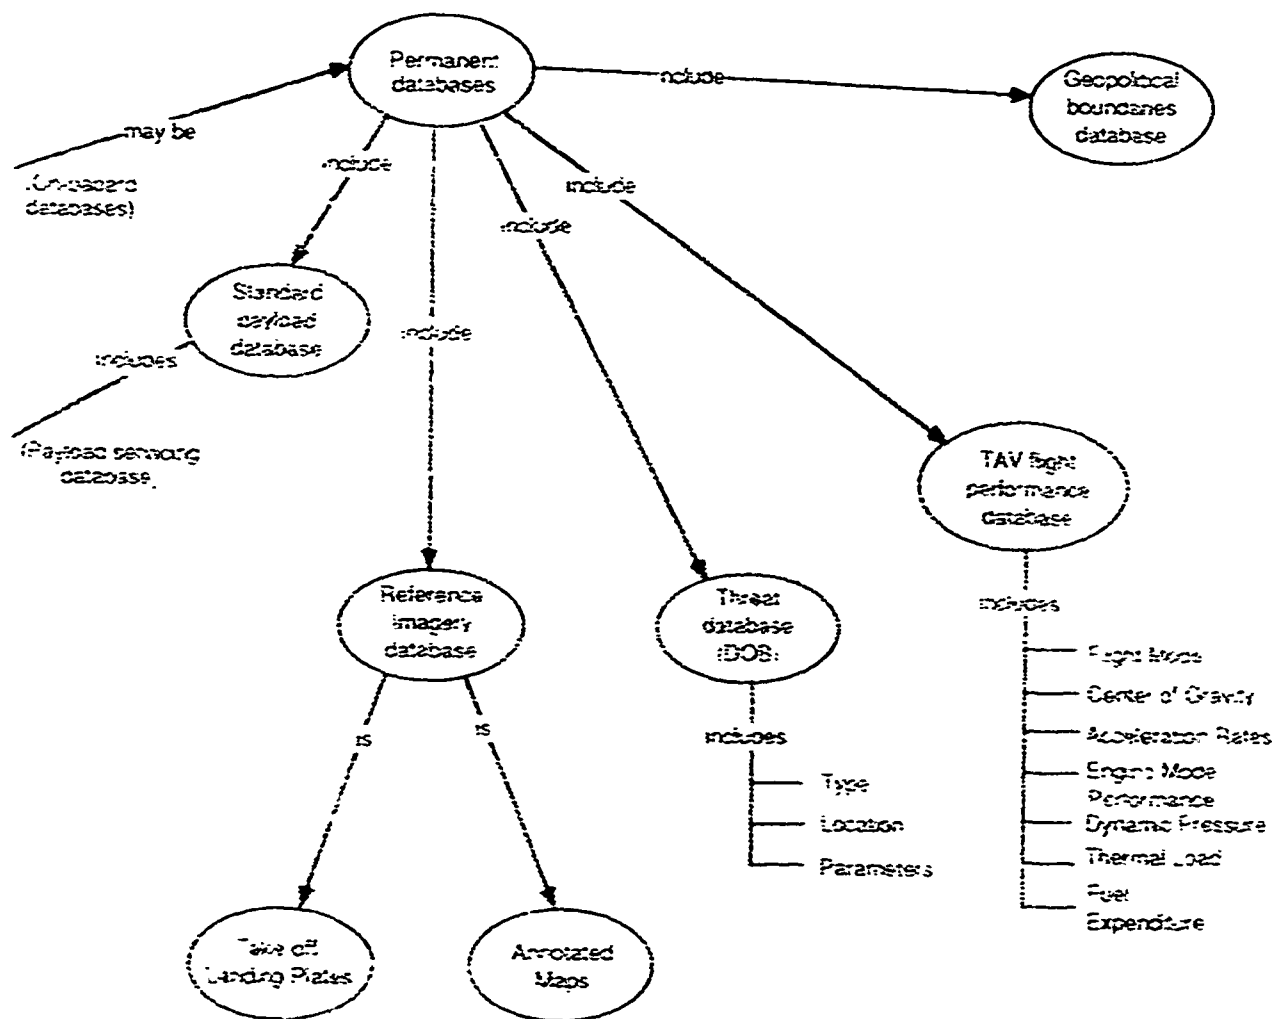 Permanent
databases
include
Geopolitical
boundaries
database
may be
(On-board
databases)
include
include
include
include
Standard
payload
database
includes
(Payload servicing
database)
TAV flight
performance
database
includes
Reference
imagery
database
Threat
database
(DOB)
is
is
includes
Flight Mode
Center of Gravity
Acceleration Rates
Engine Mode
Performance
Dynamic Pressure
Thermal Load
Fuel
Expenditure
Type
Location
Parameters
Take off
Landing Plates
Annotated
Maps